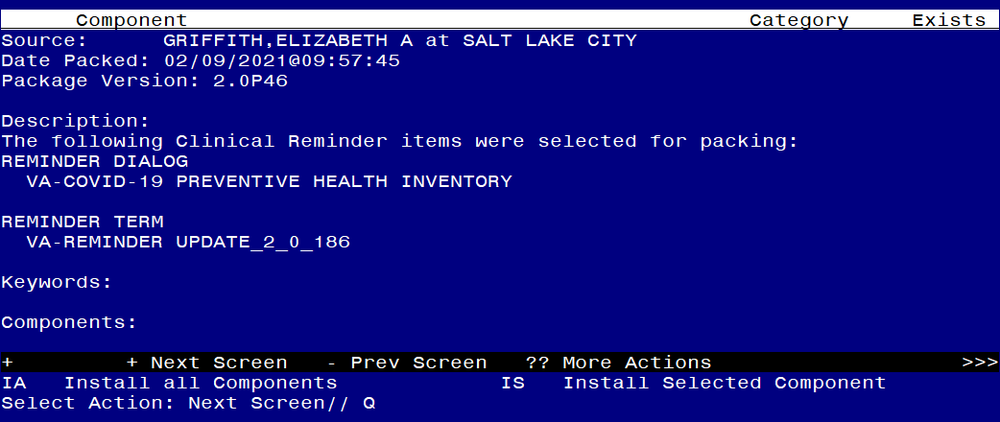 Component Category Exists
Source: GRIFFITH,ELIZABETH A at SALT LAKE CITY
Date Packed: 02/09/2021@09:57:45
Package Version: 2.0P46
Description:
The following Clinical Reminder items were selected for packing:
REMINDER DIALOG
VA-COVID-19 PREVENTIVE HEALTH INVENTORY
REMINDER TERM
VA-REMINDER UPDATE_2_0_186
Keywords:
Components:
+ + Next Screen - Prev Screen ?? More Actions >>>
IA Install all Components IS Install Selected Component
Select Action: Next Screen// Q